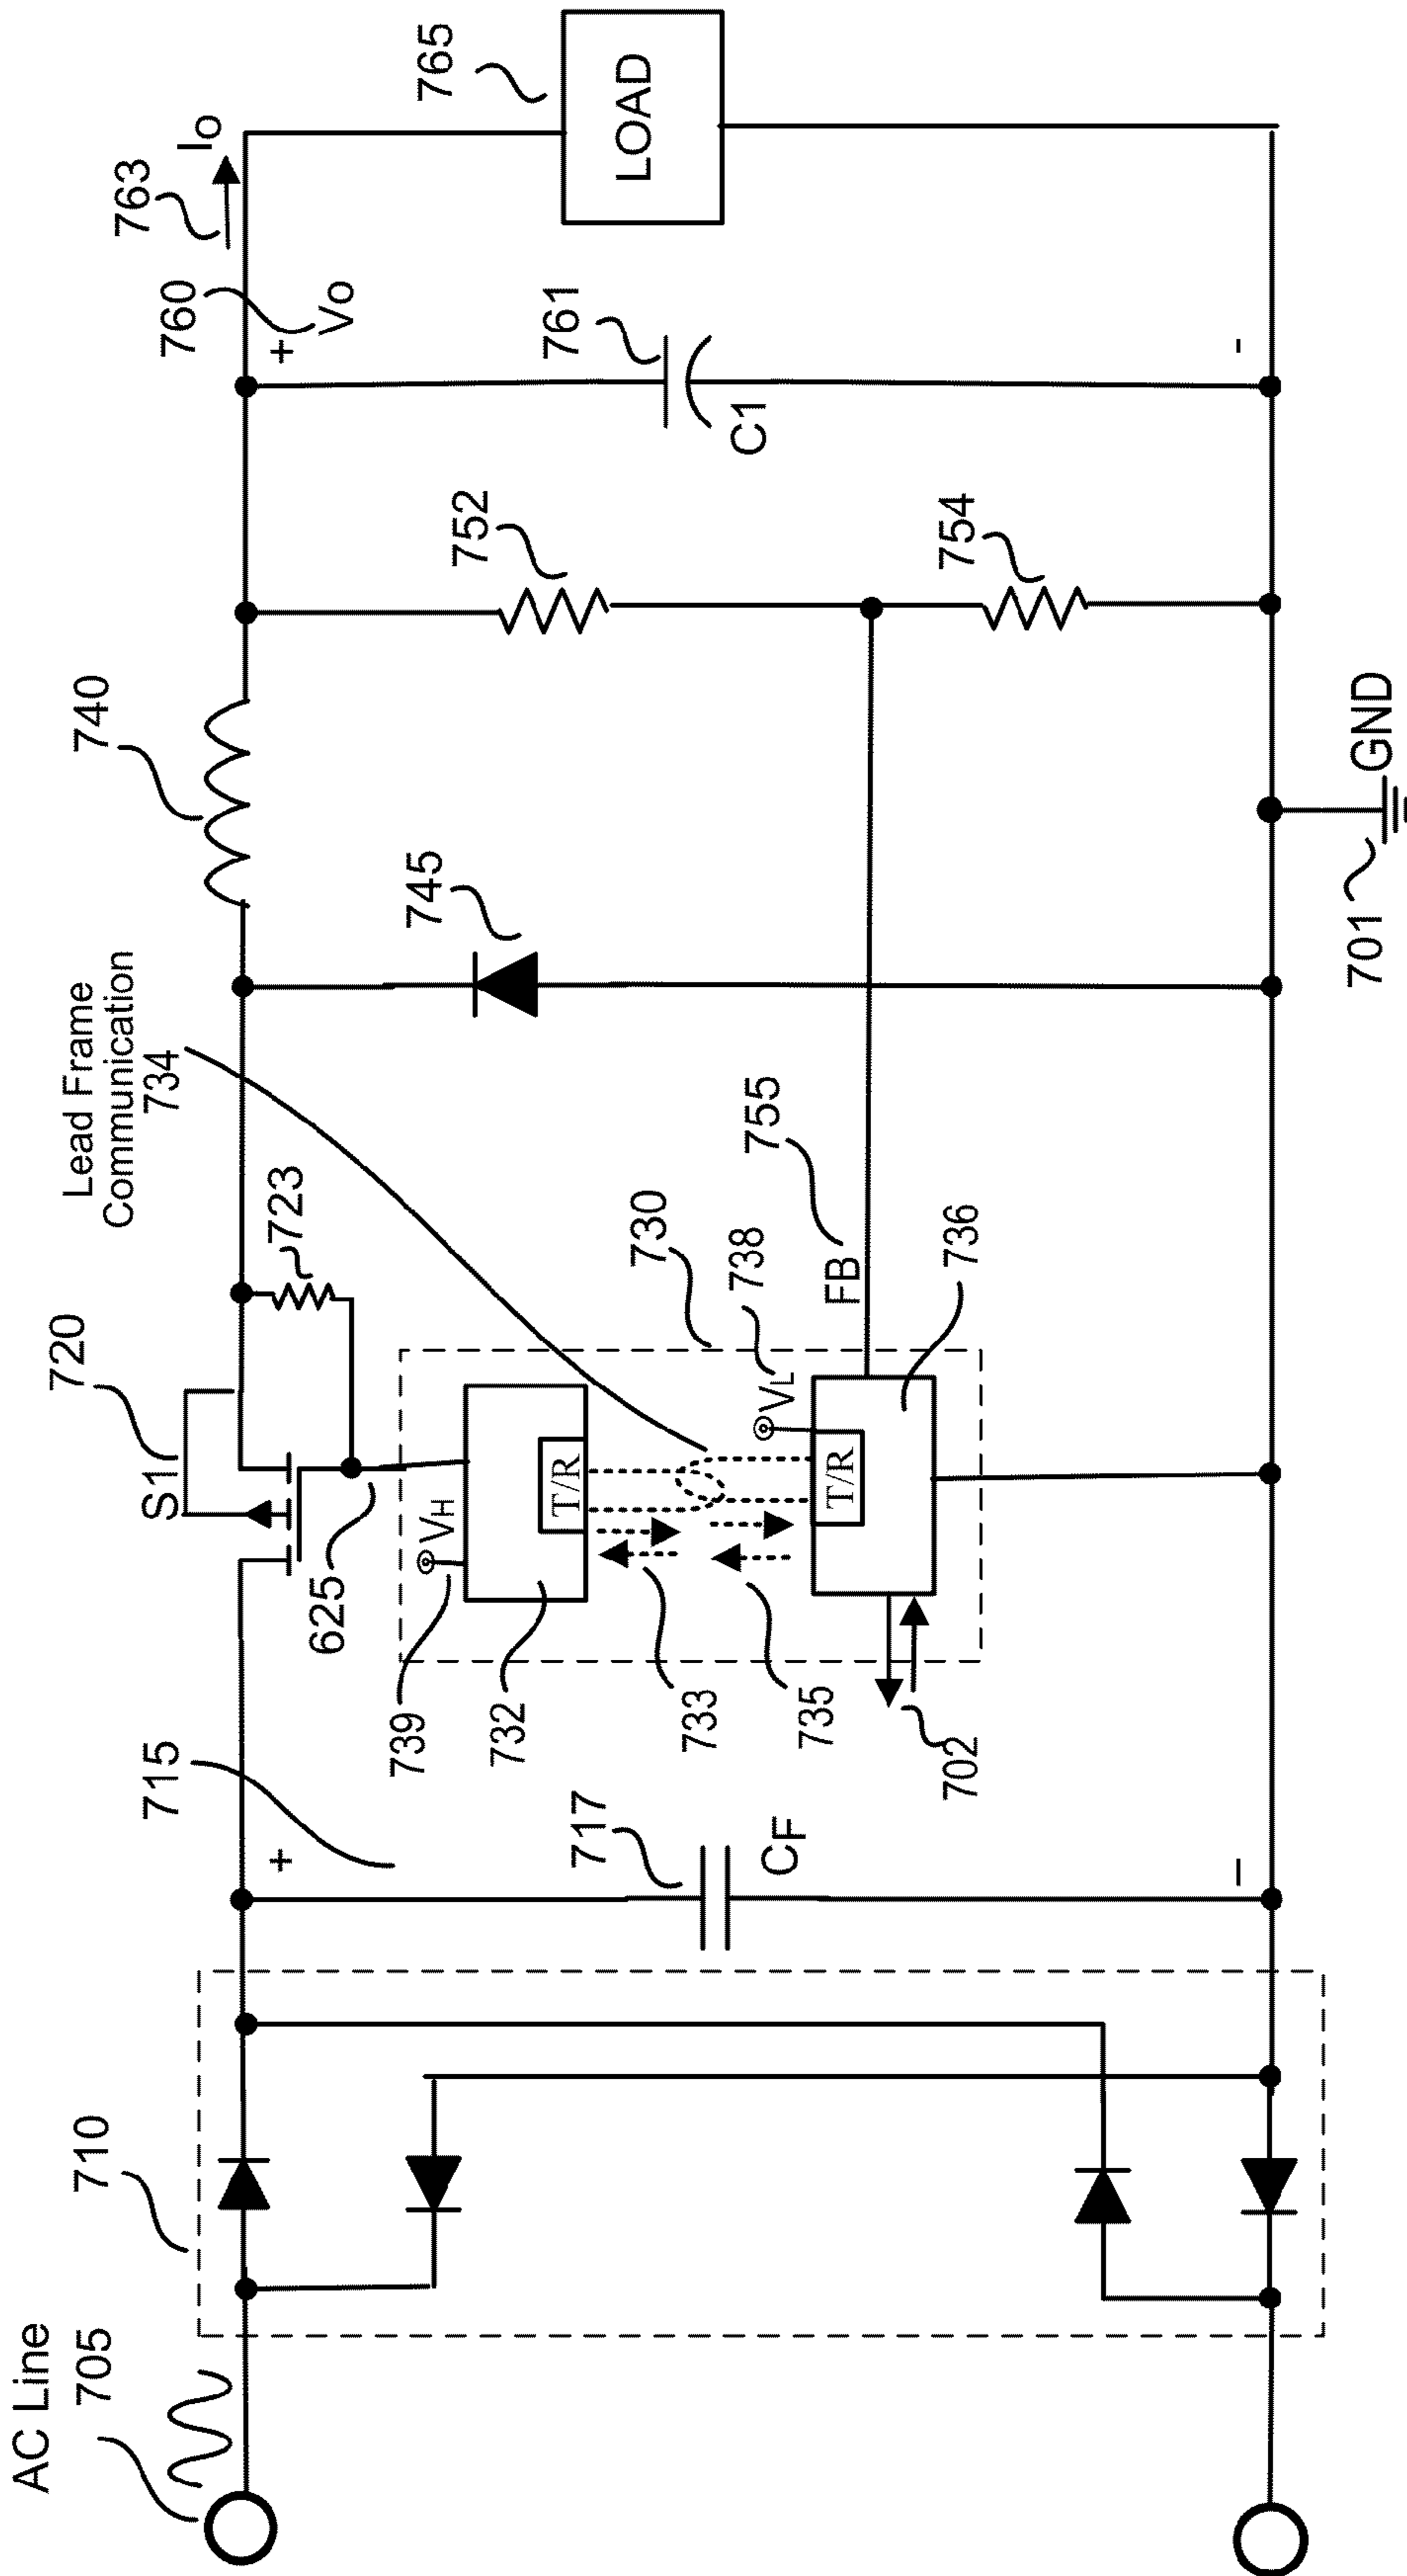 AC Line
705
710
715
+
717
CF
–
S1
720
625
723
Lead Frame
Communication
734
739
VH
732
T/R
733
735
702
730
738
VL
T/R
FB
755
736
745
740
752
754
701
GND
760
+
Vo
763
Io
761
C1
-
765
LOAD